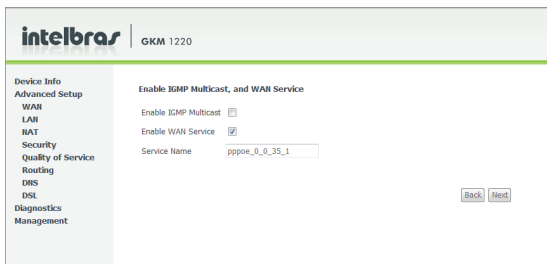 intelbras
GKM 1220
Device Info
Advanced Setup
WAN
LAN
NAT
Security
Quality of Service
Routing
DNS
DSL
Diagnostics
Management
Enable IGMP Multicast, and WAN Service
Enable IGMP Multicast
Enable WAN Service
Service Name pppoe_0_0_35_1
Back Next